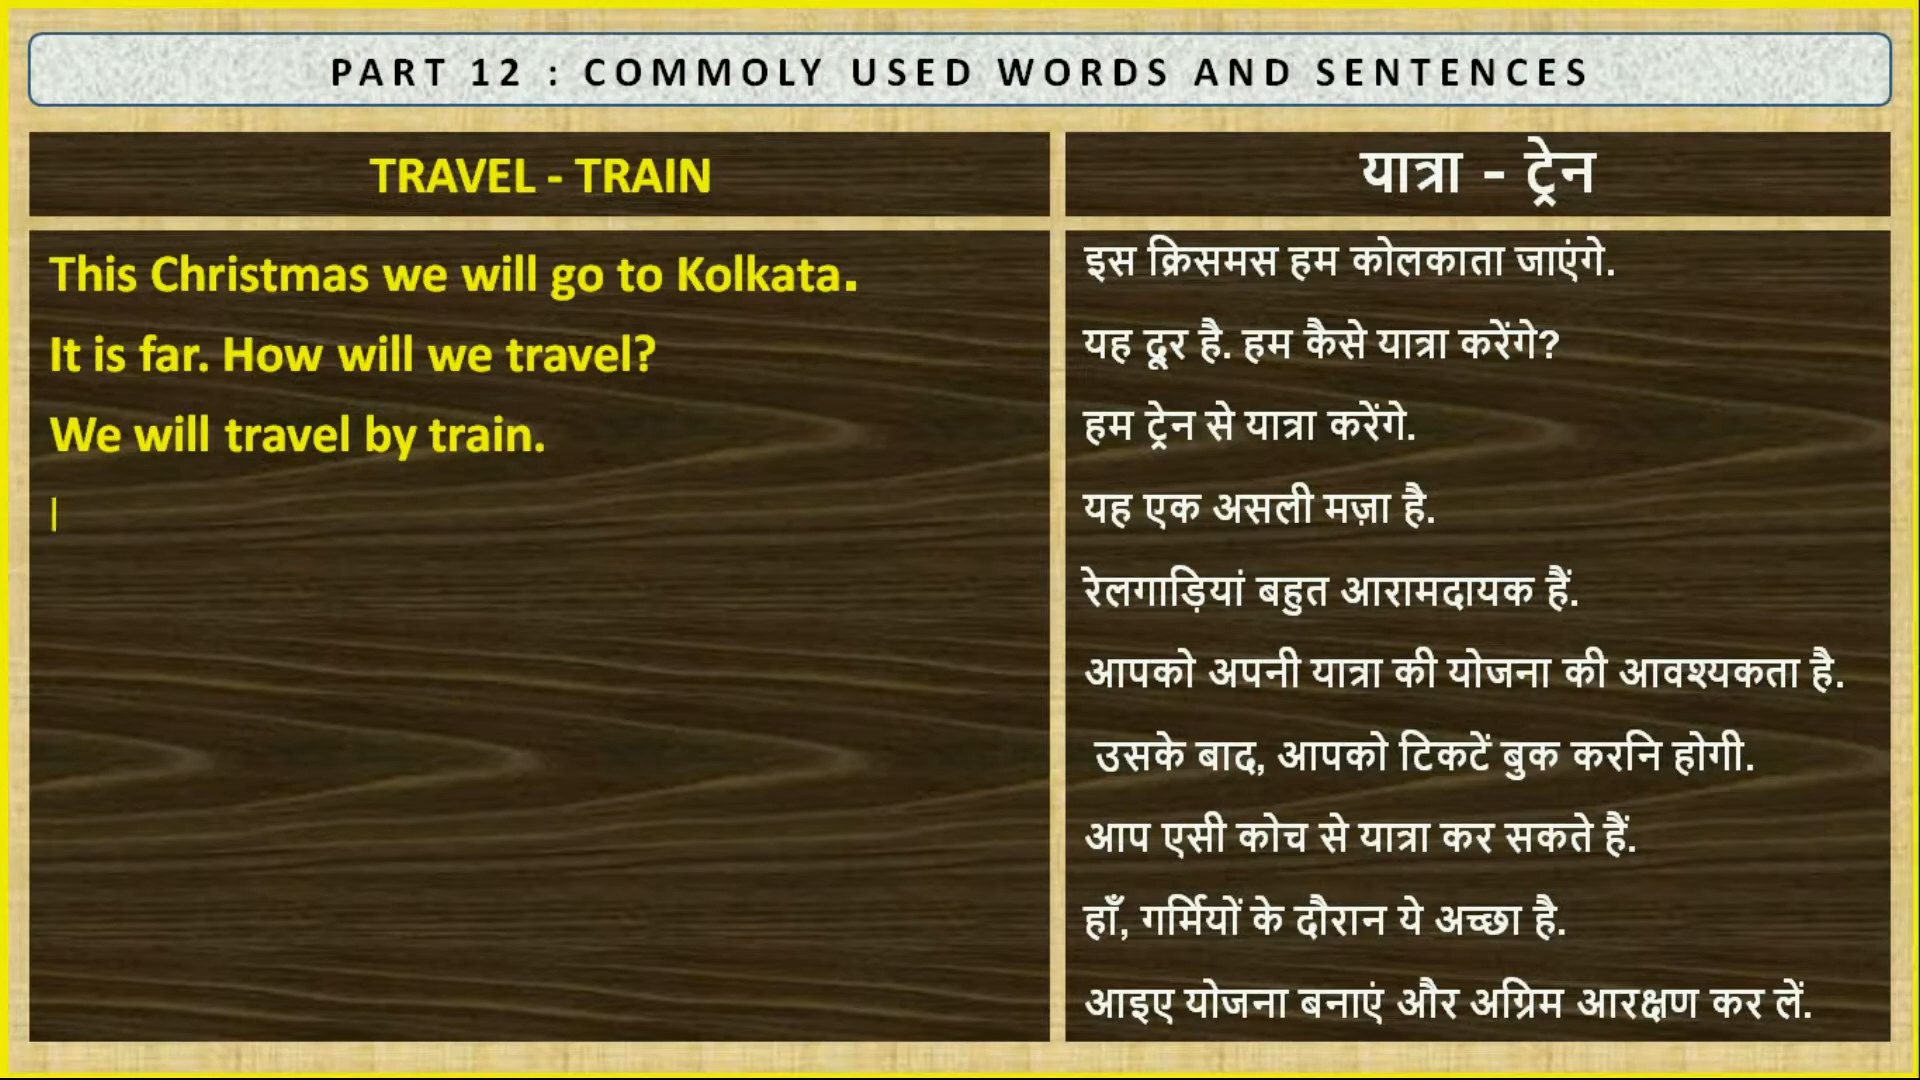 PART 12 : COMMOLY USED WORDS AND SENTENCES
TRAVEL - TRAIN
यात्रा - ट्रेन
This Christmas we will go to Kolkata.
It is far. How will we travel?
We will travel by train.
इस क्रिसमस हम कोलकाता जाएंगे.
यह दूर है. हम कैसे यात्रा करेंगे?
हम ट्रेन से यात्रा करेंगे.
यह एक असली मज़ा है.
रेलगाड़ियां बहुत आरामदायक हैं.
आपको अपनी यात्रा की योजना की आवश्यकता है.
उसके बाद, आपको टिकटें बुक करनि होगी.
आप एसी कोच से यात्रा कर सकते हैं.
हाँ, गर्मियों के दौरान ये अच्छा है.
आइए योजना बनाएं और अग्रिम आरक्षण कर लें.